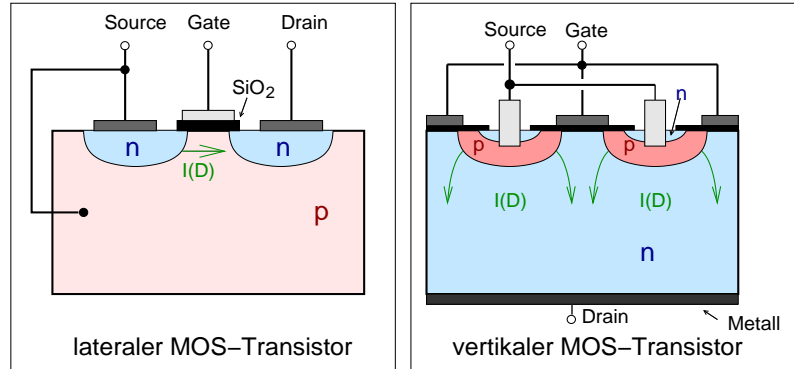 Source Gate Drain
SiO2
n n
I(D)
p
lateraler MOS–Transistor
Source Gate
n
p p
I(D) I(D)
n
Drain
Metall
vertikaler MOS–Transistor